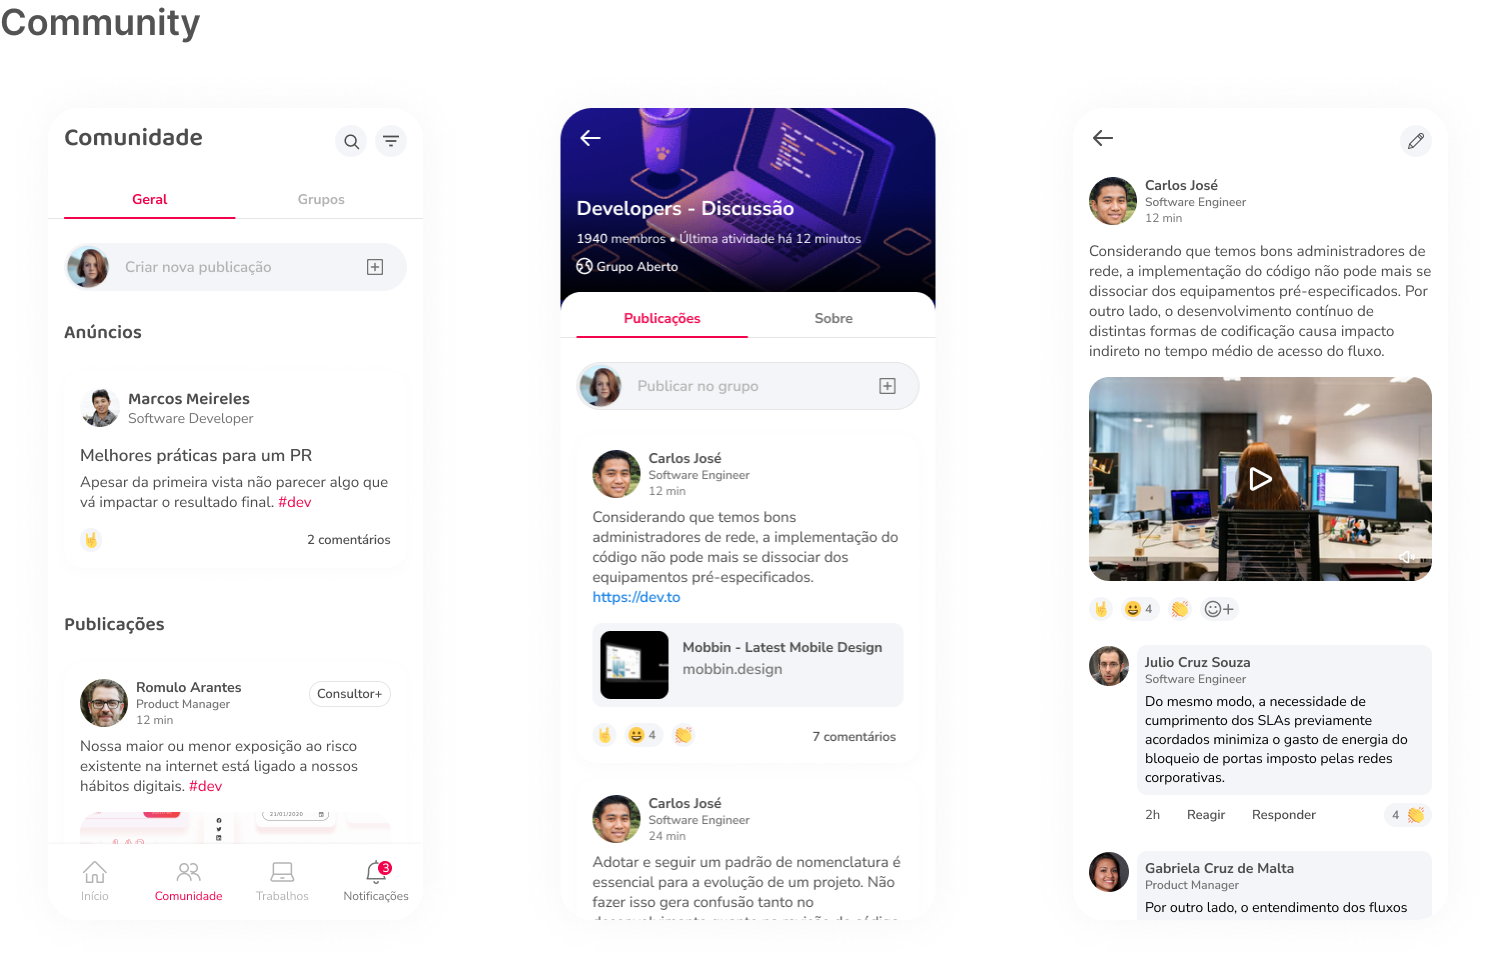 Community
Comunidade
Geral
Grupos
Criar nova publicação
Anúncios
Marcos Meireles
Software Developer
Melhores práticas para um PR
Apesar da primeira vista não parecer algo que
vá impactar o resultado final. #dev
2 comentários
Publicações
Romulo Arantes
Consultor+
Product Manager
12 min
Nossa maior ou menor exposição ao risco
existente na internet está ligado a nossos
hábitos digitais. #dev
21/01/2020
Início
Comunidade
Trabalhos
3
Notificações
Developers - Discussão
1940 membros • Última atividade há 12 minutos
Grupo Aberto
Publicações
Sobre
Publicar no grupo
Carlos José
Software Engineer
12 min
Considerando que temos bons
administradores de rede, a implementação do
código não pode mais se dissociar dos
equipamentos pré-especificados.
https://dev.to
Mobbin - Latest Mobile Design
mobbin.design
4
7 comentários
Carlos José
Software Engineer
24 min
Adotar e seguir um padrão de nomenclatura é
essencial para a evolução de um projeto. Não
fazer isso gera confusão tanto no
desenvolvimento quanto na revisão de código
Carlos José
Software Engineer
12 min
Considerando que temos bons administradores de
rede, a implementação do código não pode mais se
dissociar dos equipamentos pré-especificados. Por
outro lado, o desenvolvimento contínuo de
distintas formas de codificação causa impacto
indireto no tempo médio de acesso do fluxo.
4
Julio Cruz Souza
Software Engineer
Do mesmo modo, a necessidade de
cumprimento dos SLAs previamente
acordados minimiza o gasto de energia do
bloqueio de portas imposto pelas redes
corporativas.
2h Reagir Responder 4
Gabriela Cruz de Malta
Product Manager
Por outro lado, o entendimento dos fluxos